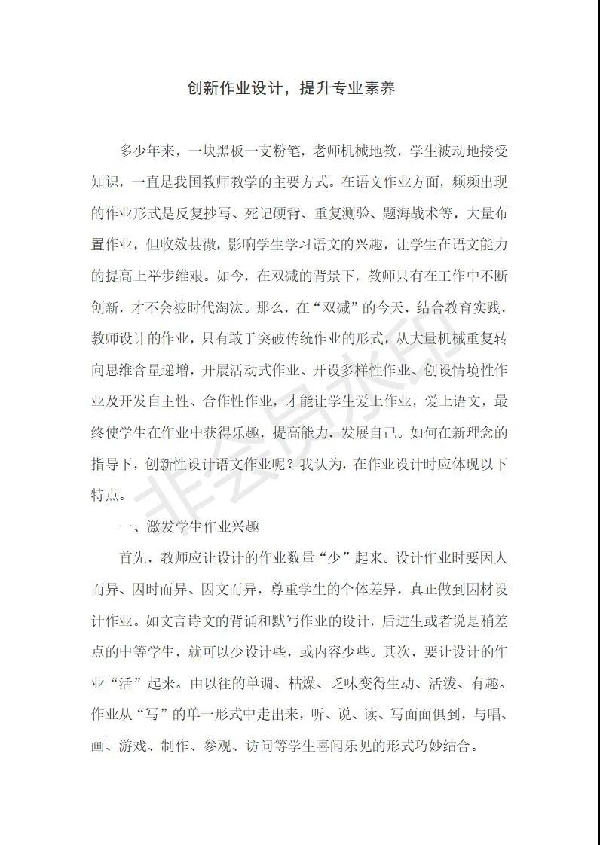 创新作业设计，提升专业素养
多少年来，一块黑板一支粉笔，老师机械地教，学生被动地接受
知识，一直是我国教师教学的主要方式。在语文作业方面，频频出现
的作业形式是反复抄写、死记硬背、重复测验、题海战术等，大量布
置作业，但收效甚微，影响学生学习语文的兴趣，让学生在语文能力
的提高上举步维艰。如今，在双减的背景下，教师只有在工作中不断
创新，才不会被时代淘汰。那么，在“双减”的今天，结合教育实践，
教师设计的作业，只有敢于突破传统作业的形式，从大量机械重复转
向思维含量递增，开展活动式作业、开设多样性作业、创设情境性作
业及开发自主性、合作性作业，才能让学生爱上作业，爱上语文，最
终使学生在作业中获得乐趣，提高能力，发展自己。如何在新理念的
指导下，创新性设计语文作业呢？我认为，在作业设计时应体现以下
特点。
一、激发学生作业兴趣
首先，教师应让设计的作业数量“少”起来。设计作业时要因人
而异、因时而异、因文而异，尊重学生的个体差异，真正做到因材设
计作业。如文言诗文的背诵和默写作业的设计，后进生或者说是稍差
点的中等学生，就可以少设计些，或内容少些。其次，要让设计的作
业“活”起来。由以往的单调、枯燥、乏味变得生动、活泼、有趣。
作业从“写”的单一形式中走出来，听、说、读、写面面俱到，与唱、
画、游戏、制作、参观、访问等学生喜闻乐见的形式巧妙结合。
非会员水印